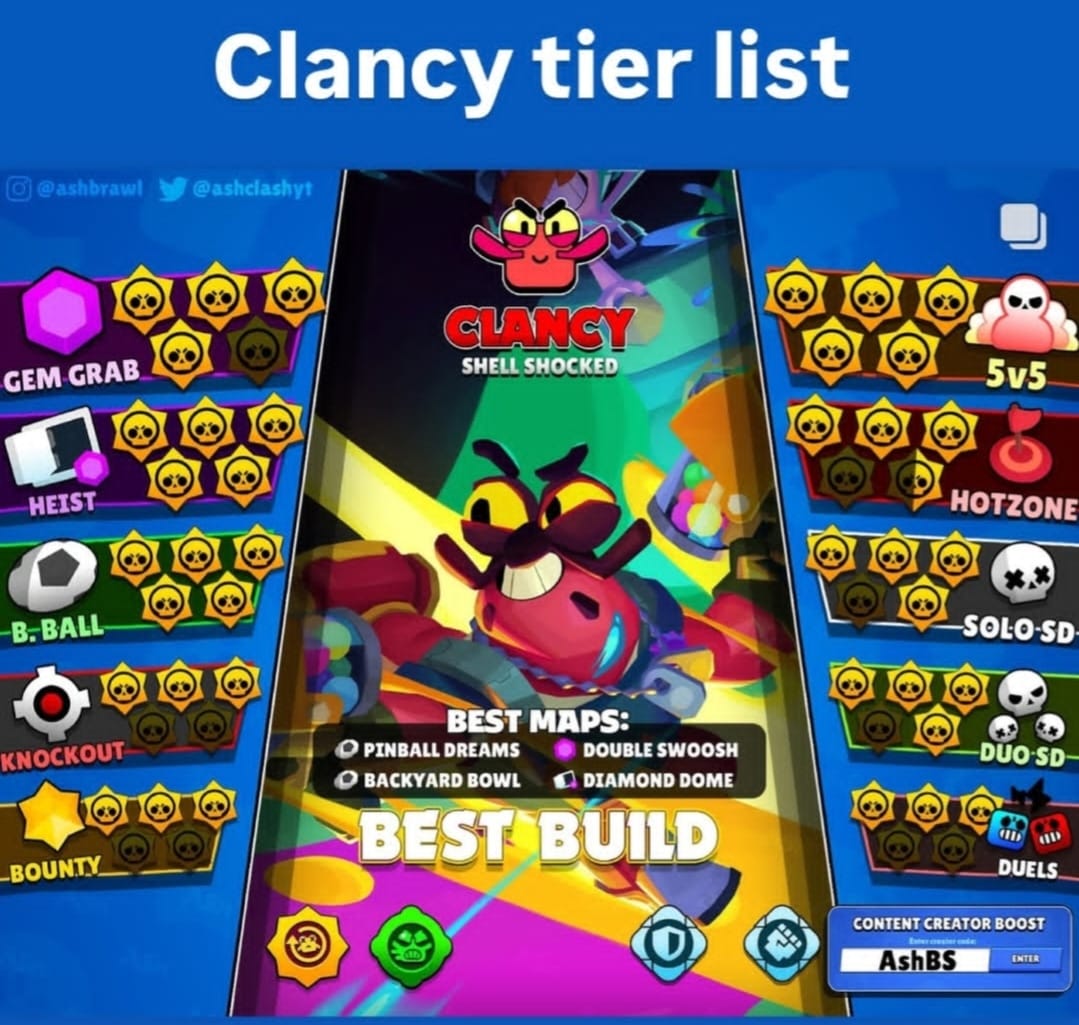 Clancy tier list
@ashbrawl @ashclashyt
CLANCY
SHELL SHOCKED
GEM GRAB
HEIST
B. BALL
KNOCKOUT
BOUNTY
5v5
HOTZONE
SOLO SD
DUO SD
DUELS
BEST MAPS:
PINBALL DREAMS DOUBLE SWOOSH
BACKYARD BOWL DIAMOND DOME
BEST BUILD
CONTENT CREATOR BOOST
Enter creator code:
AshBS ENTER